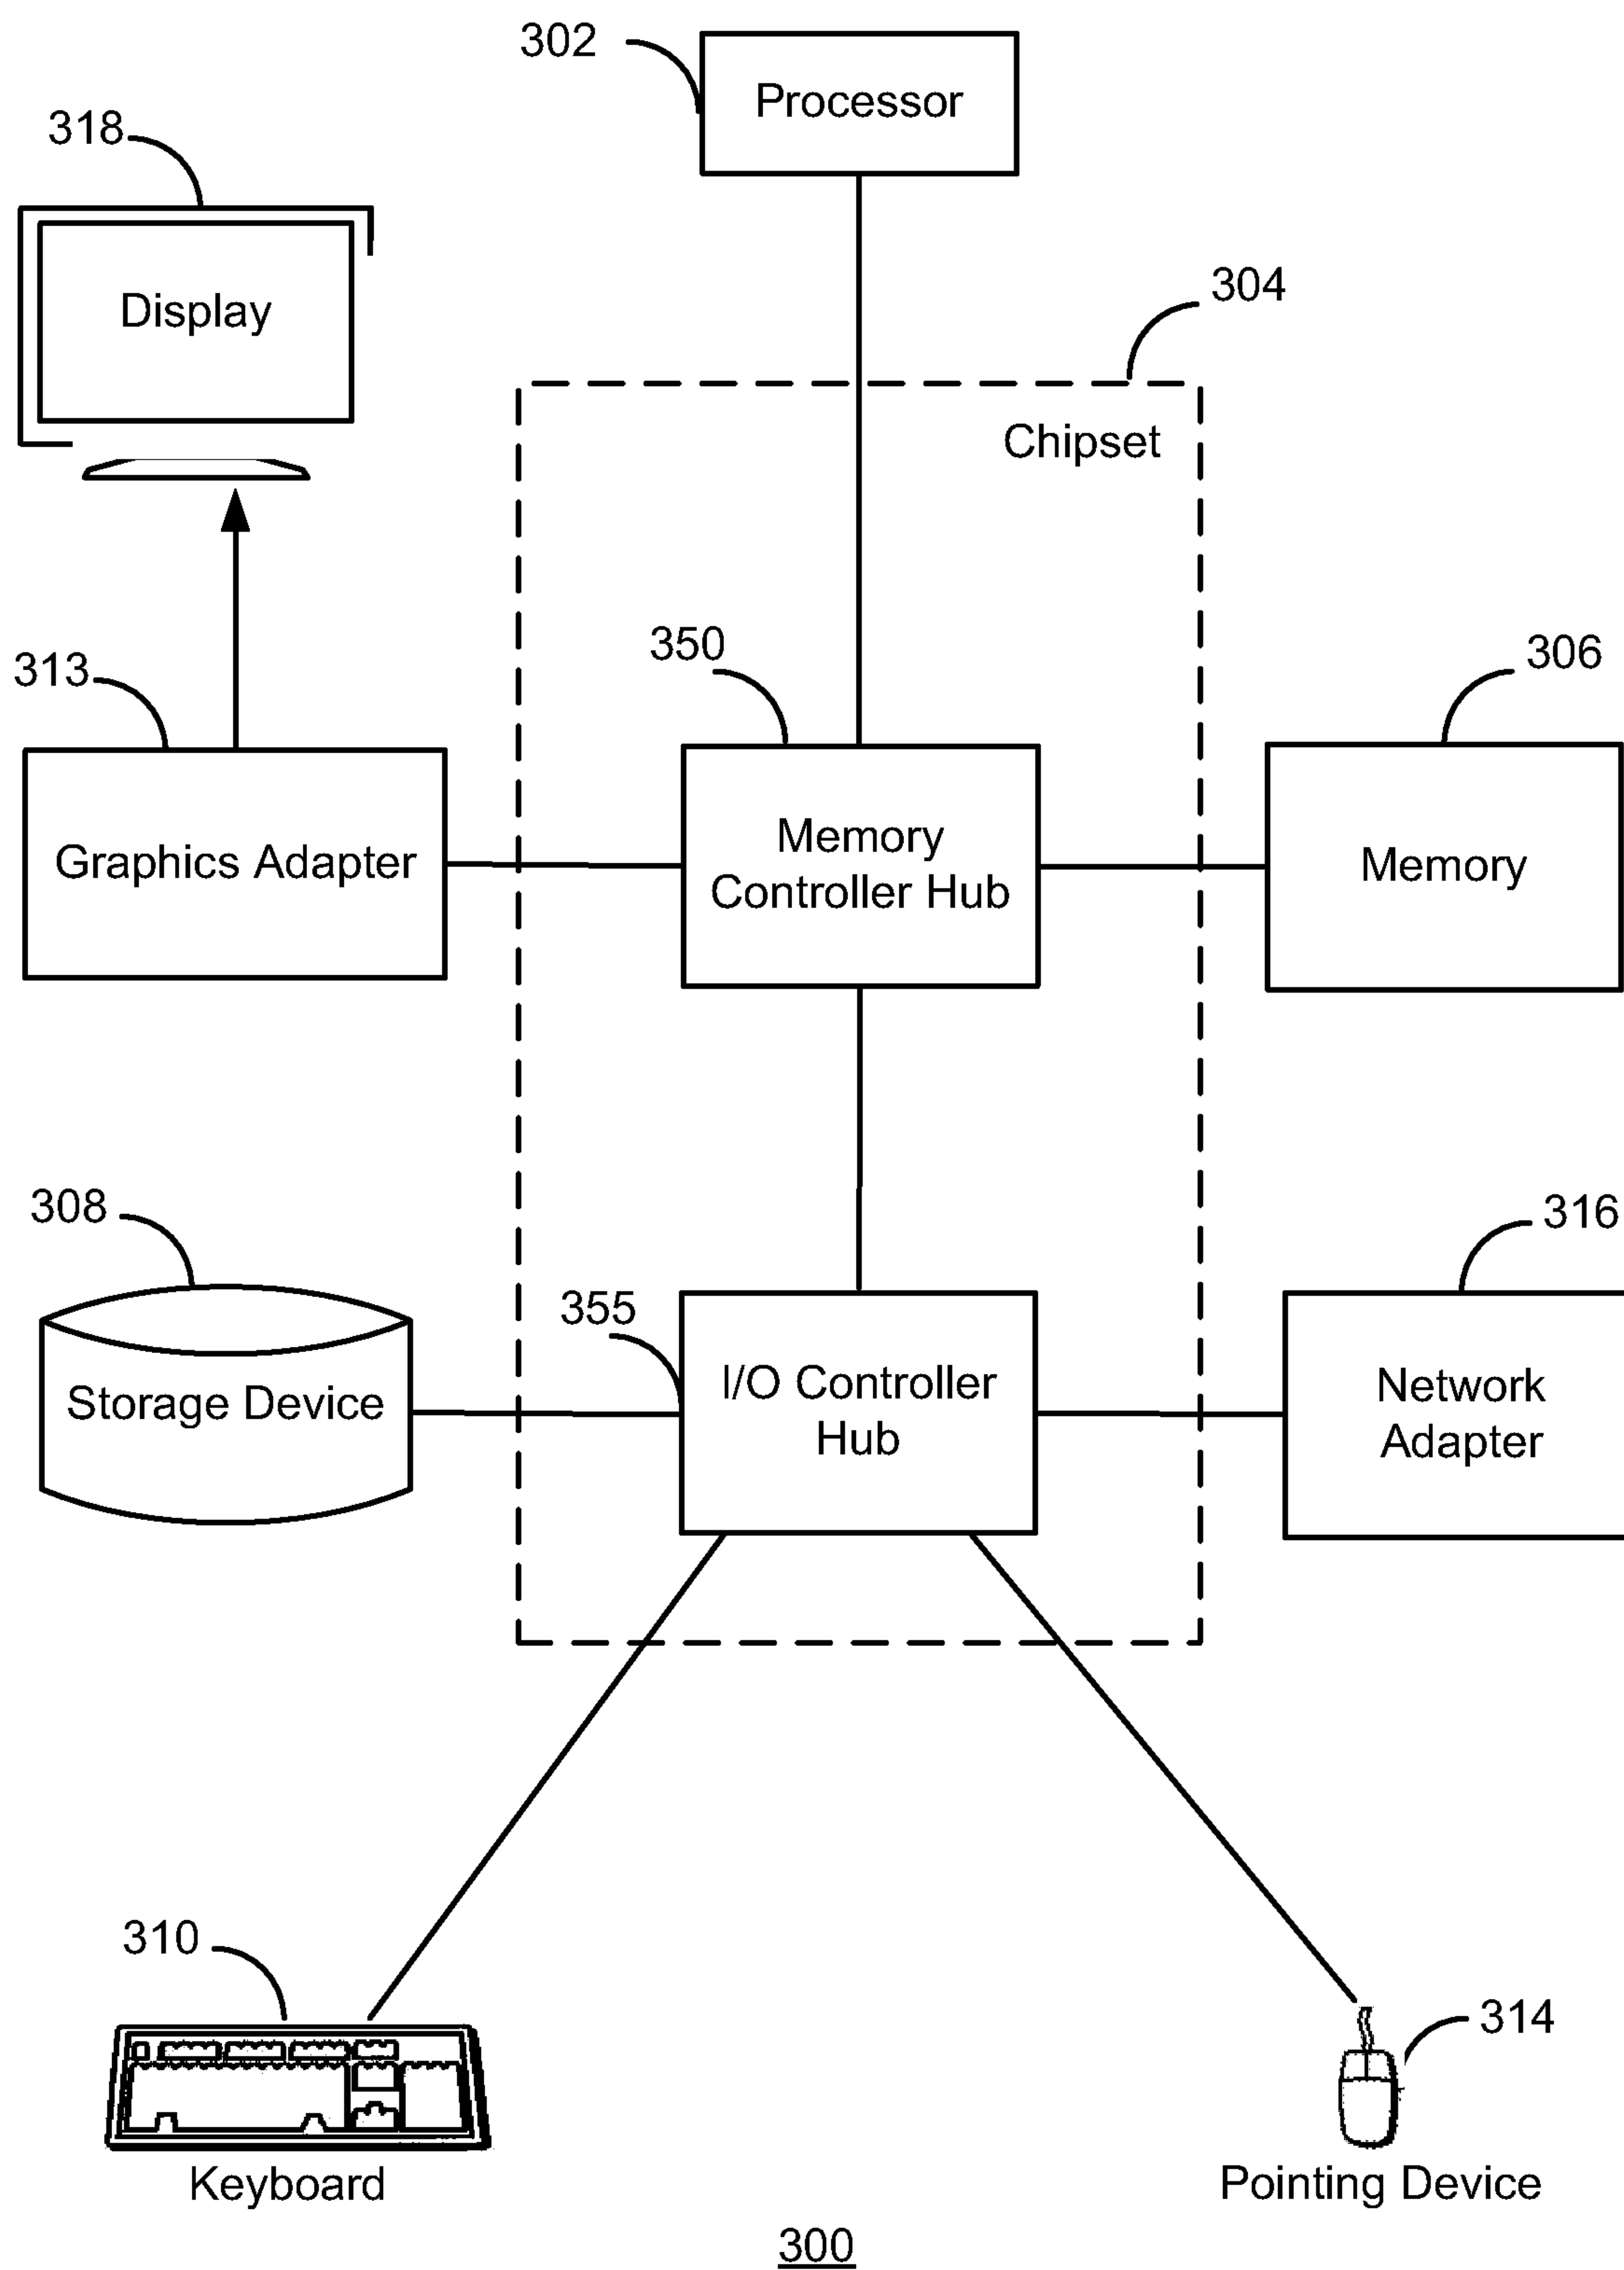 302
Processor
318
Display
304
Chipset
313
350
306
Graphics Adapter
Memory
Controller Hub
Memory
308
355
316
Storage Device
I/O Controller
Hub
Network
Adapter
310
314
Keyboard
Pointing Device
300